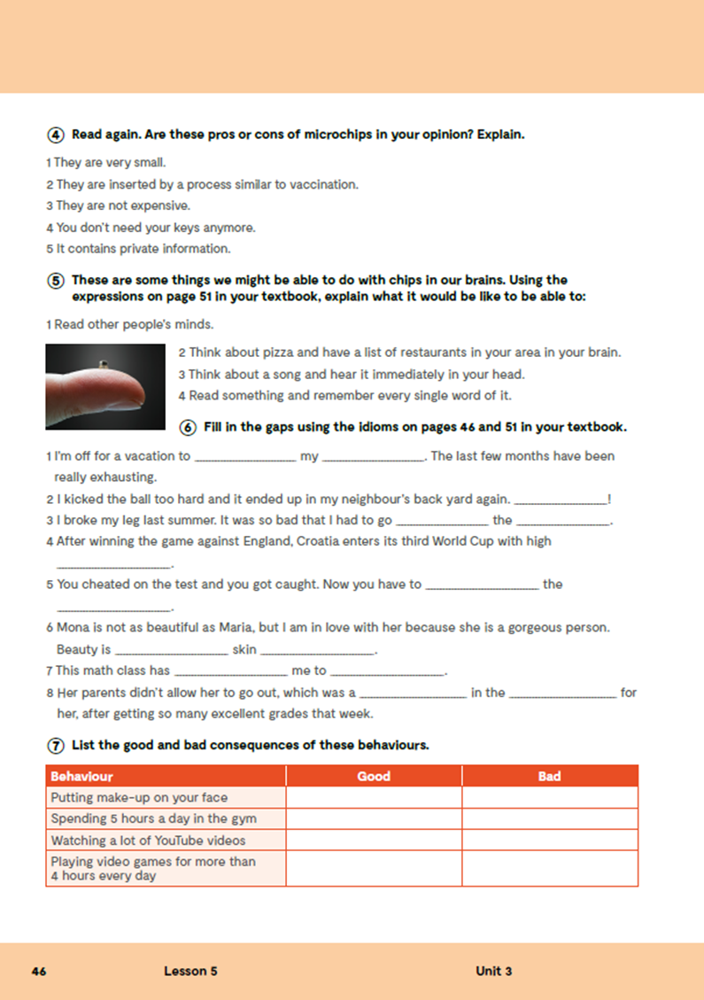 4 Read again. Are these pros or cons of microchips in your opinion? Explain.
1 They are very small.
2 They are inserted by a process similar to vaccination.
3 They are not expensive.
4 You don't need your keys anymore.
5 It contains private information.
5 These are some things we might be able to do with chips in our brains. Using the
expressions on page 51 in your textbook, explain what it would be like to be able to:
1 Read other people's minds.
2 Think about pizza and have a list of restaurants in your area in your brain.
3 Think about a song and hear it immediately in your head.
4 Read something and remember every single word of it.
6 Fill in the gaps using the idioms on pages 46 and 51 in your textbook.
1 I'm off for a vacation to ____________ my ____________. The last few months have been
really exhausting.
2 I kicked the ball too hard and it ended up in my neighbour's back yard again. ____________!
3 I broke my leg last summer. It was so bad that I had to go ____________ the ____________.
4 After winning the game against England, Croatia enters its third World Cup with high
____________.
5 You cheated on the test and you got caught. Now you have to ____________ the
____________.
6 Mona is not as beautiful as Maria, but I am in love with her because she is a gorgeous person.
Beauty is ____________ skin ____________.
7 This math class has ____________ me to ____________.
8 Her parents didn't allow her to go out, which was a ____________ in the ____________ for
her, after getting so many excellent grades that week.
7 List the good and bad consequences of these behaviours.
Behaviour Good Bad
Putting make-up on your face
Spending 5 hours a day in the gym
Watching a lot of YouTube videos
Playing video games for more than
4 hours every day
46 Lesson 5 Unit 3